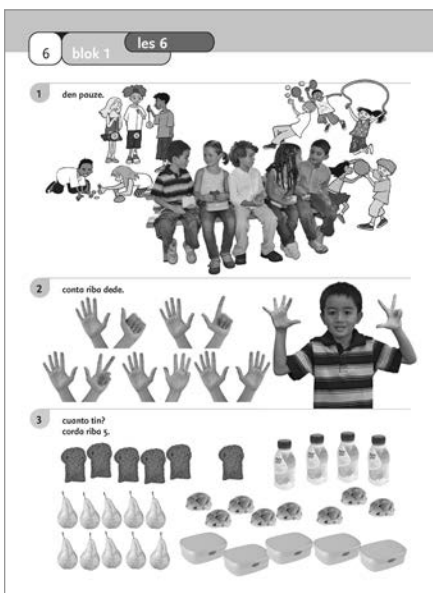 les 6
6
blok 1
1
den pauze.
2
conta riba dede.
3
cuanto tin?
corda riba 5.